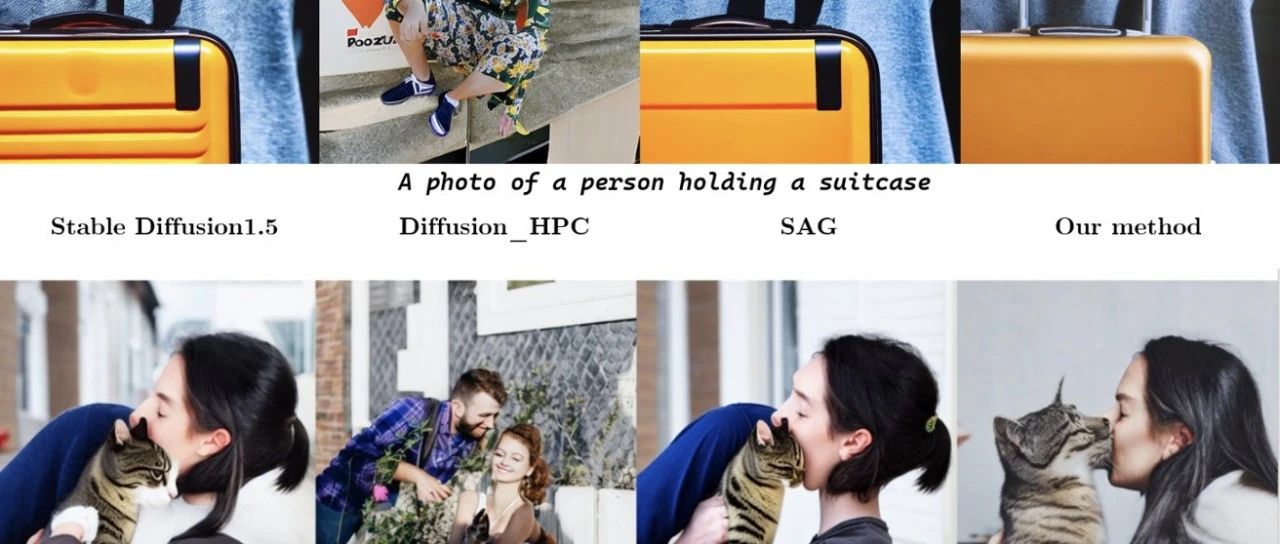 A photo of a person holding a suitcase
Stable Diffusion1.5
Diffusion_HPC
SAG
Our method